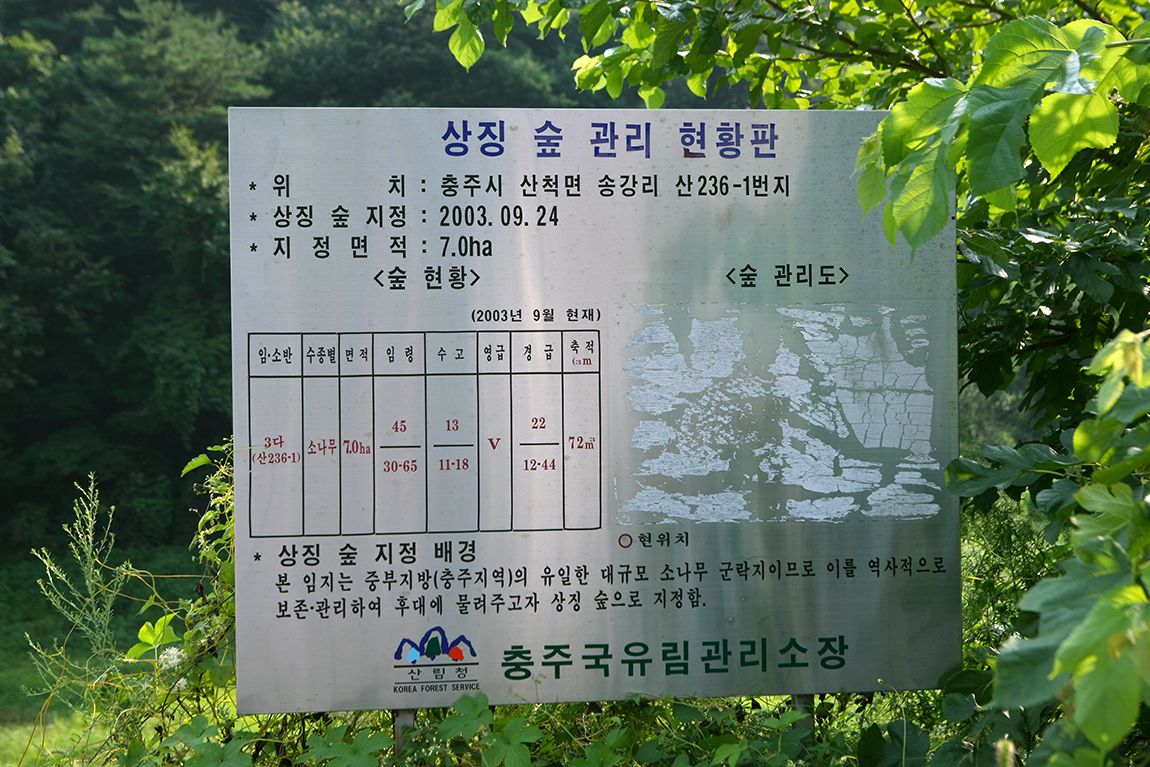 상징 숲 관리 현황판
* 위 치 : 충주시 산척면 송강리 산236-1번지
* 상징 숲 지정 : 2003. 09. 24
* 지 정 면 적 : 7.0ha
<숲 현황>
<숲 관리도>
(2003년 9월 현재)
임·소반 수종별 면적 임 령 수 고 영급 경 급 축적
3다 소나무 7.0ha 45 13 V 22 72㎥
(산236-1) 30-65 11-18 12-44
현위치
* 상징 숲 지정 배경
본 임지는 중부지방(충주지역)의 유일한 대규모 소나무 군락지이므로 이를 역사적으로
보존·관리하여 후대에 물려주고자 상징 숲으로 지정함.
산림청
KOREA FOREST SERVICE
충주국유림관리소장